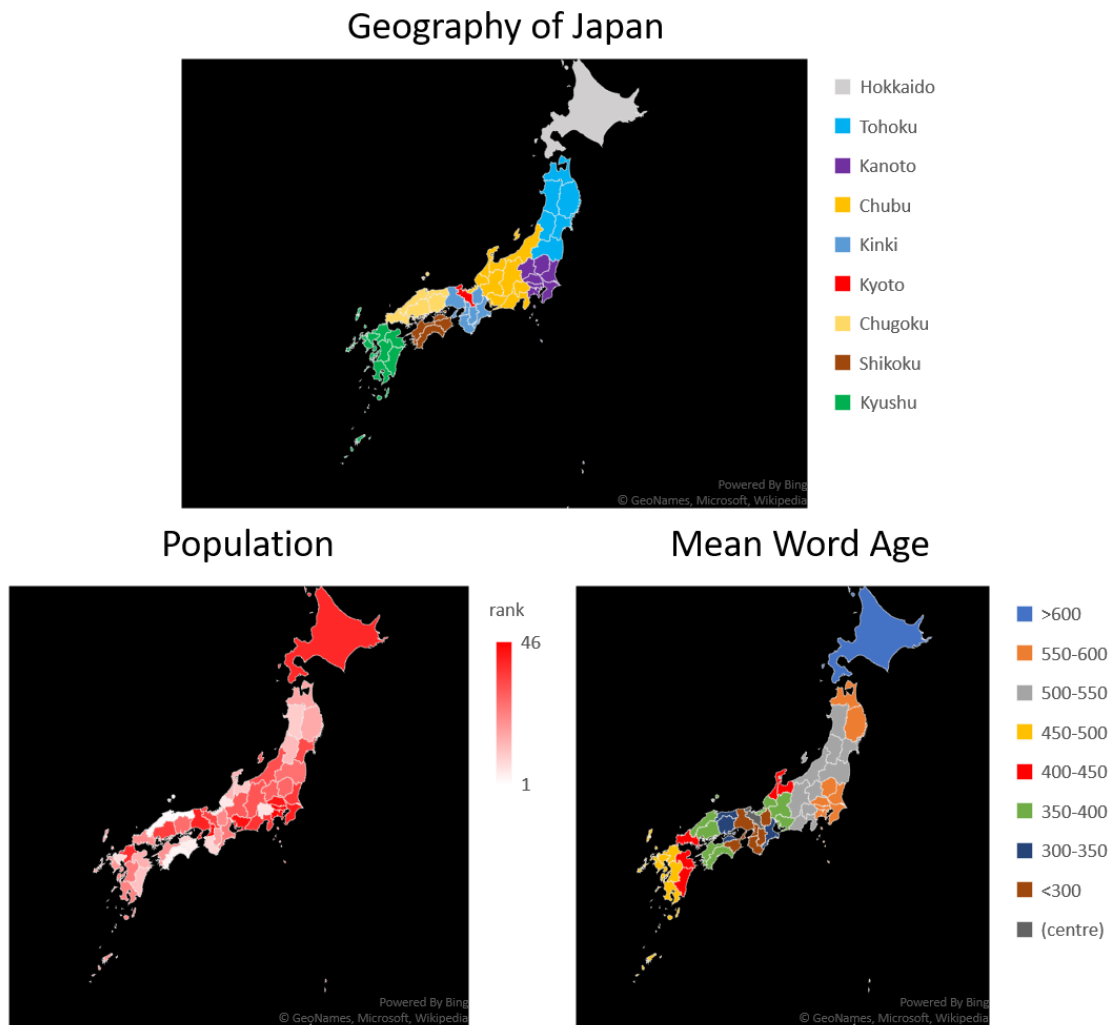 Geography of Japan
Hokkaido
Tohoku
Kanoto
Chubu
Kinki
Kyoto
Chugoku
Shikoku
Kyushu
Powered By Bing
© GeoNames, Microsoft, Wikipedia
Population
rank
46
1
Powered By Bing
© GeoNames, Microsoft, Wikipedia
Mean Word Age
>600
550-600
500-550
450-500
400-450
350-400
300-350
<300
(centre)
Powered By Bing
© GeoNames, Microsoft, Wikipedia